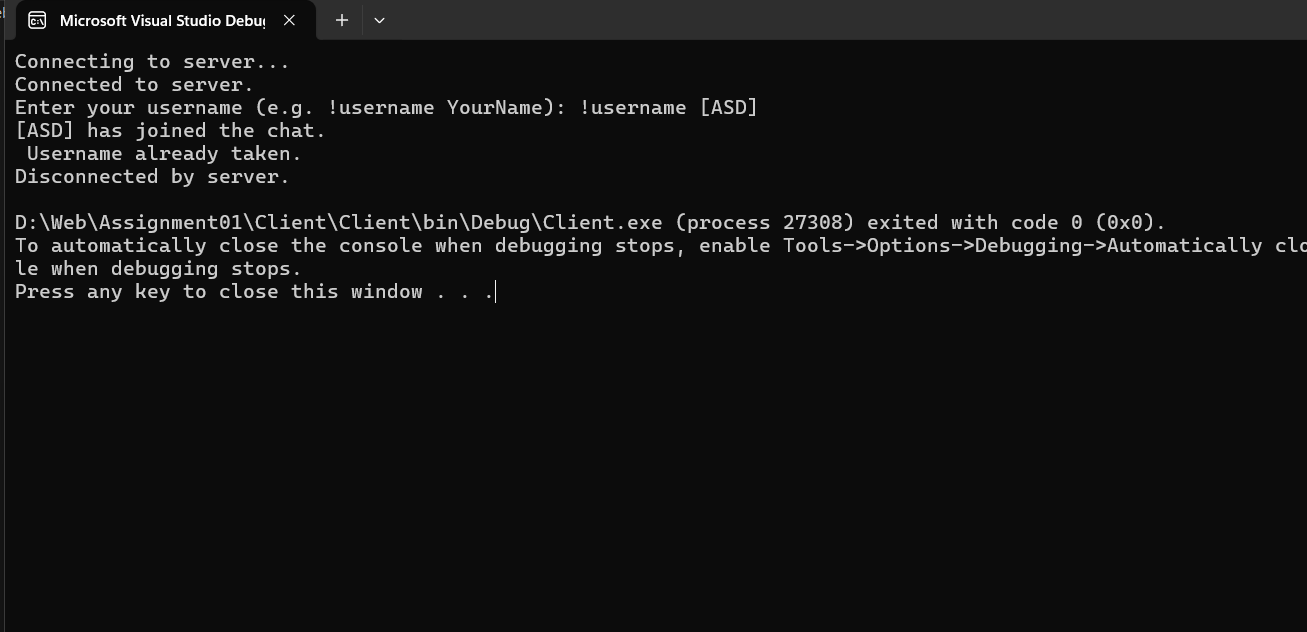 Microsoft Visual Studio Debu
Connecting to server...
Connected to server.
Enter your username (e.g. !username YourName): !username [ASD]
[ASD] has joined the chat.
 Username already taken.
Disconnected by server.

D:\Web\Assignment01\Client\Client\bin\Debug\Client.exe (process 27308) exited with code 0 (0x0).
To automatically close the console when debugging stops, enable Tools->Options->Debugging->Automatically clo
le when debugging stops.
Press any key to close this window . . .